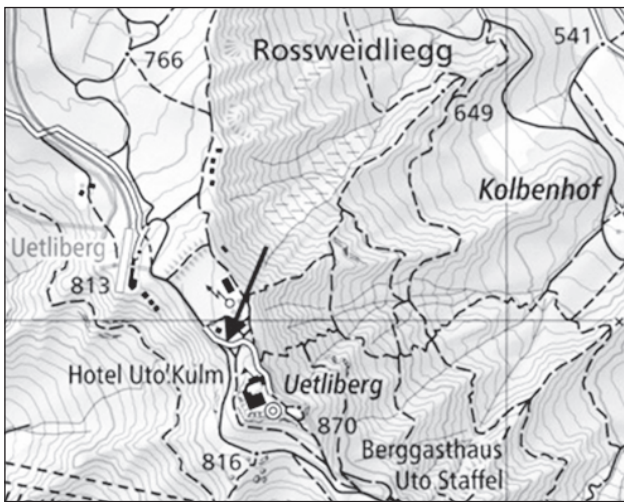 766
Rossweidliegg
541
649
Kolbenhof
Uetliberg
813
Hotel Uto Kulm
Uetliberg
870
816
Berggasthaus
Uto Staffel